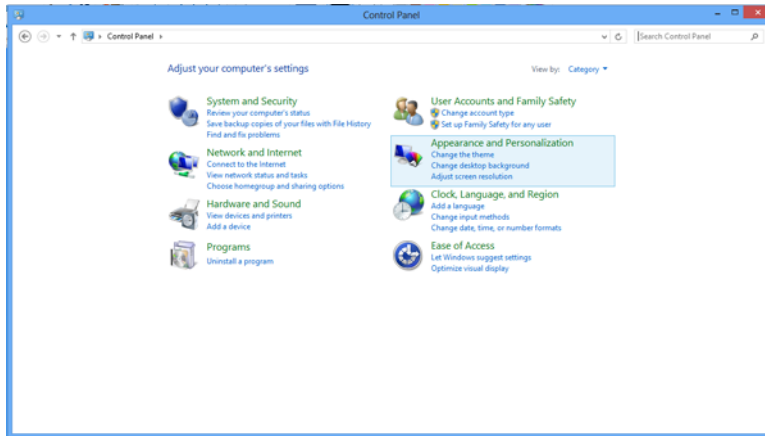 Control Panel
Control Panel
Search Control Panel
Adjust your computer's settings
View by: Category
System and Security
Review your computer's status
Save backup copies of your files with File History
Find and fix problems
Network and Internet
Connect to the Internet
View network status and tasks
Choose homegroup and sharing options
Hardware and Sound
View devices and printers
Add a device
Programs
Uninstall a program
User Accounts and Family Safety
Change account type
Set up Family Safety for any user
Appearance and Personalization
Change the theme
Change desktop background
Adjust screen resolution
Clock, Language, and Region
Add a language
Change input methods
Change date, time, or number formats
Ease of Access
Let Windows suggest settings
Optimize visual display